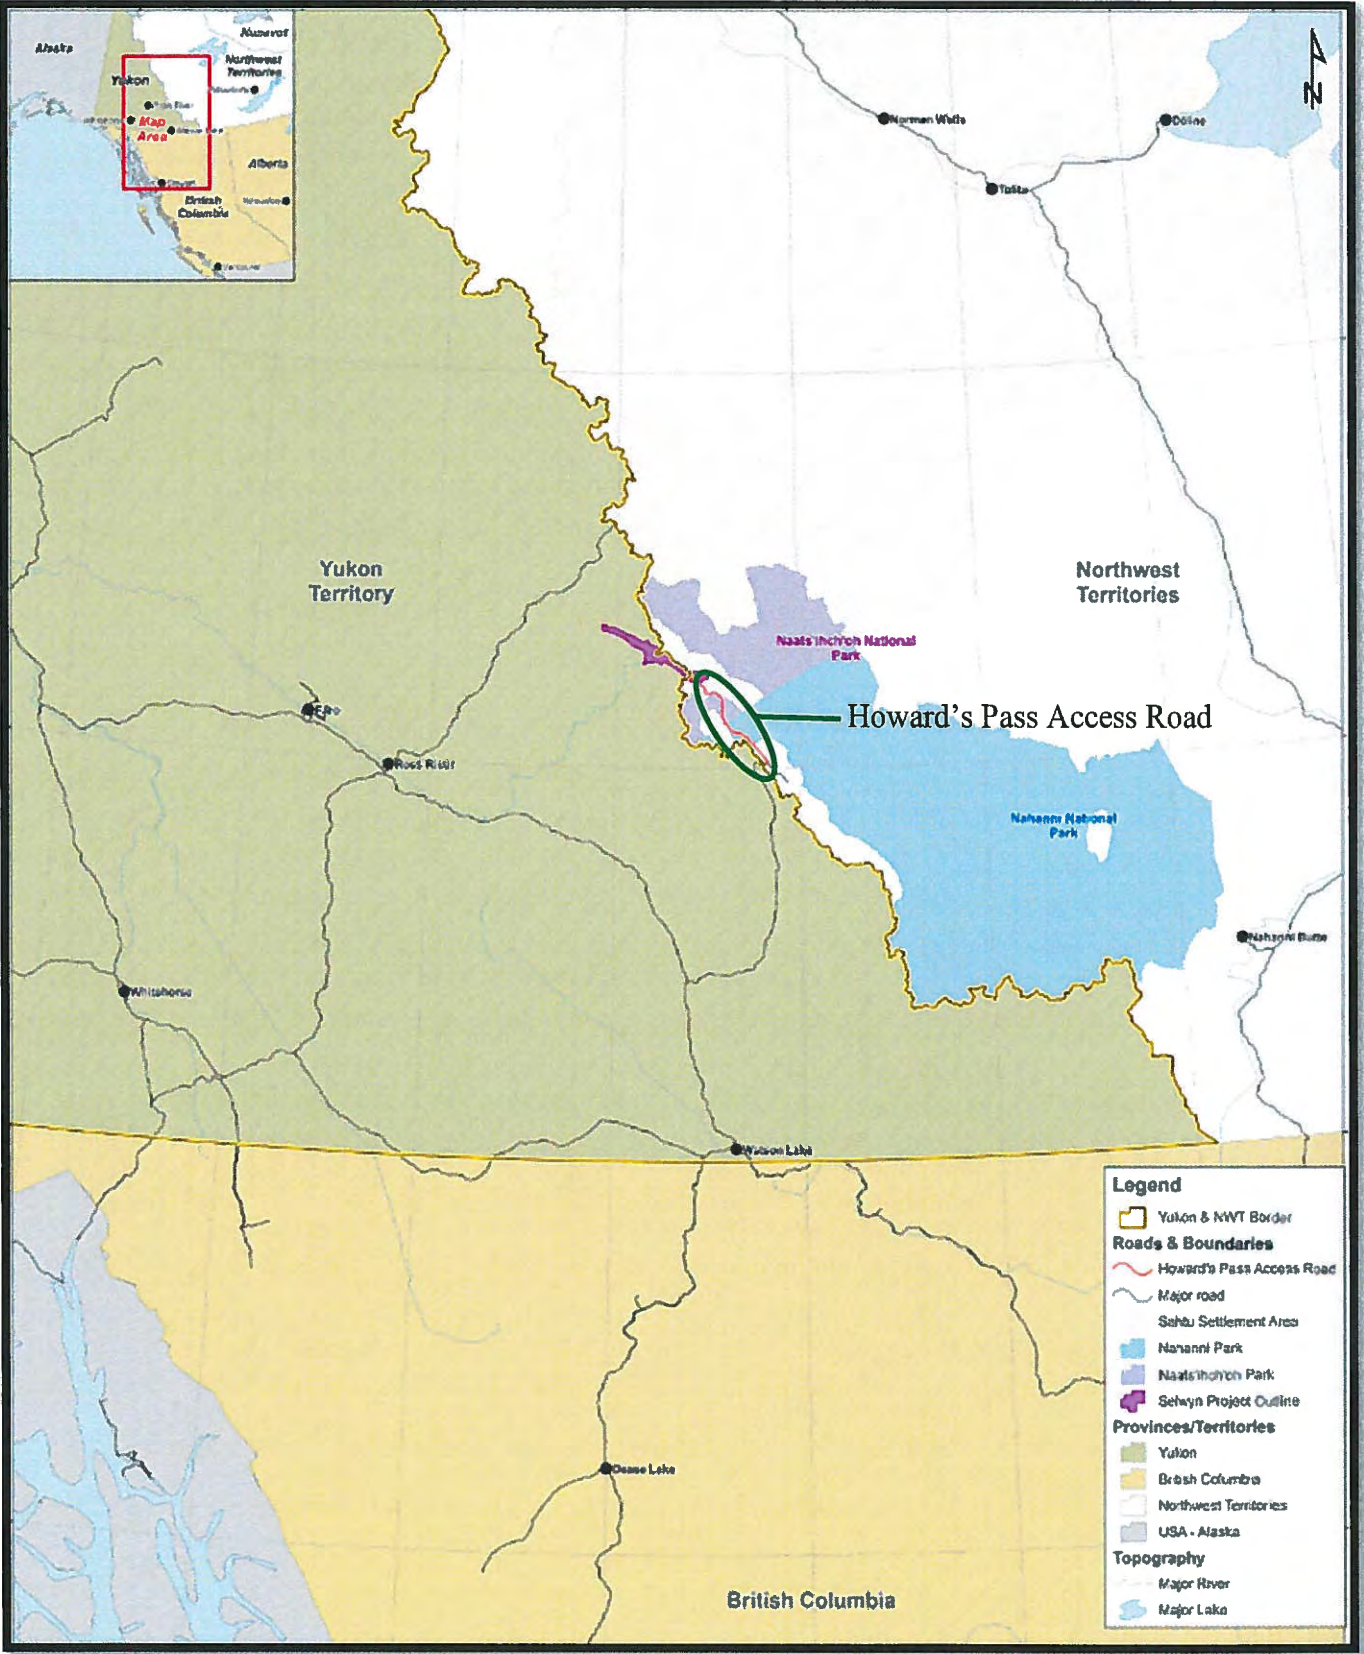 Alaska
Nunavut
Northwest
Territories
Yukon
Map
Area
Alberta
British
Columbia
N
Norman Wells
Déline
Tulita
Yukon
Territory
Northwest
Territories
Naats'ihch'oh National
Park
Howard's Pass Access Road
Faro
Ross River
Nahanni National
Park
Nahanni Butte
Whitehorse
Watson Lake
Dease Lake
British Columbia
Legend
Yukon & NWT Border
Roads & Boundaries
Howard's Pass Access Road
Major road
Sahtu Settlement Area
Nahanni Park
Naats'ihch'oh Park
Selwyn Project Outline
Provinces/Territories
Yukon
British Columbia
Northwest Territories
USA - Alaska
Topography
Major River
Major Lake